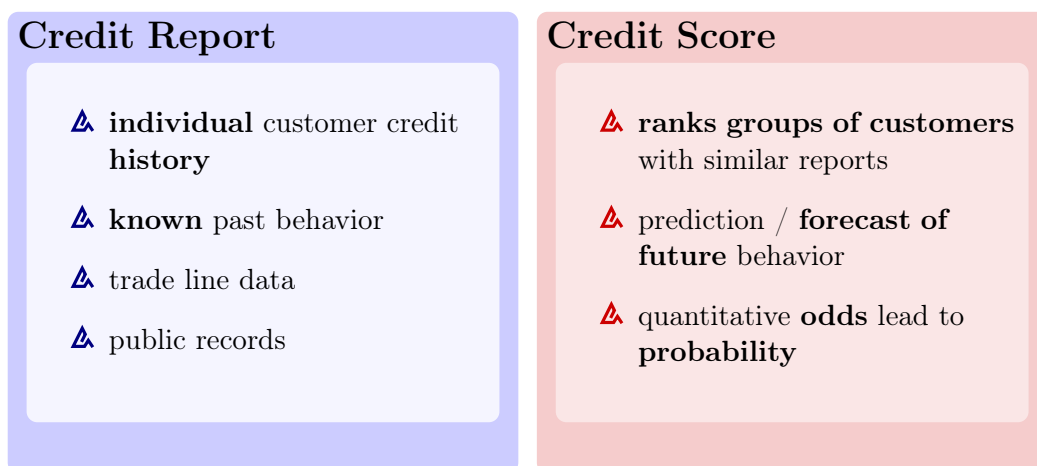 Credit Report
individual customer credit
history
known past behavior
trade line data
public records
Credit Score
ranks groups of customers
with similar reports
prediction / forecast of
future behavior
quantitative odds lead to
probability